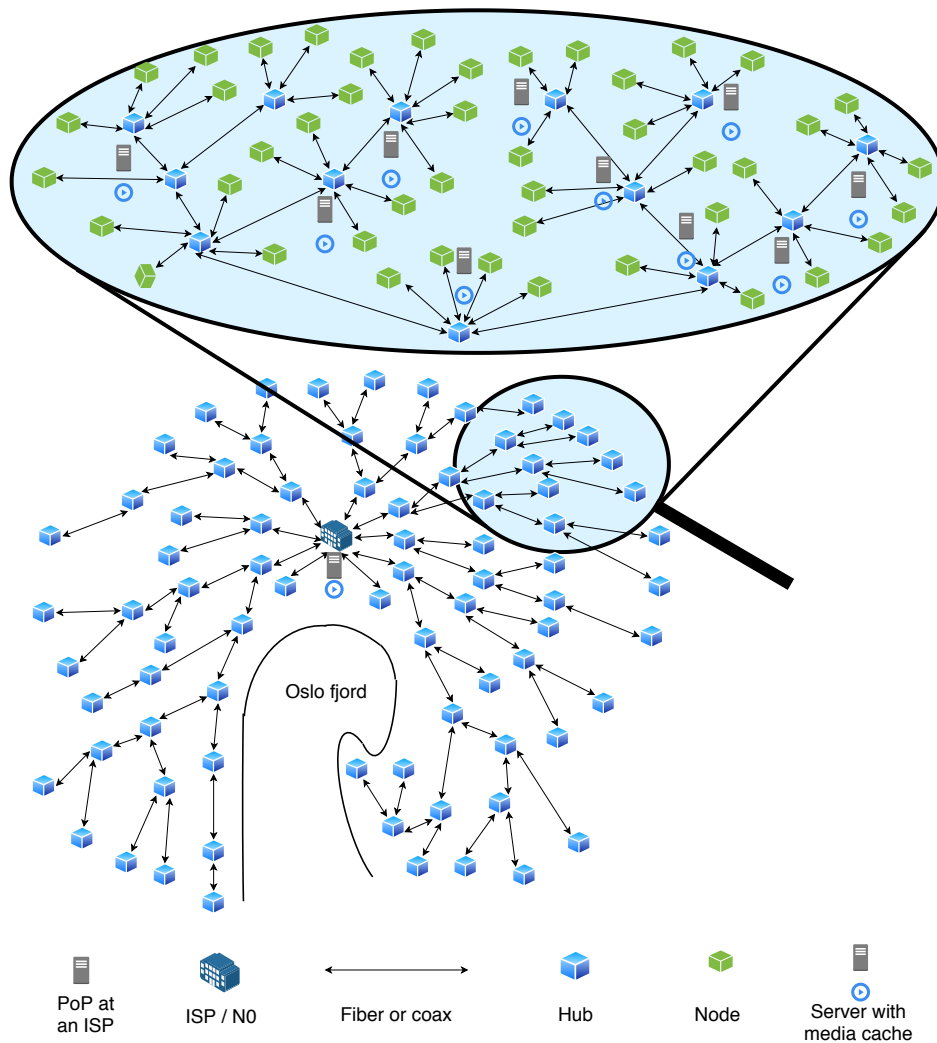 Oslo fjord
PoP at
an ISP
ISP / N0
Fiber or coax
Hub
Node
Server with
media cache